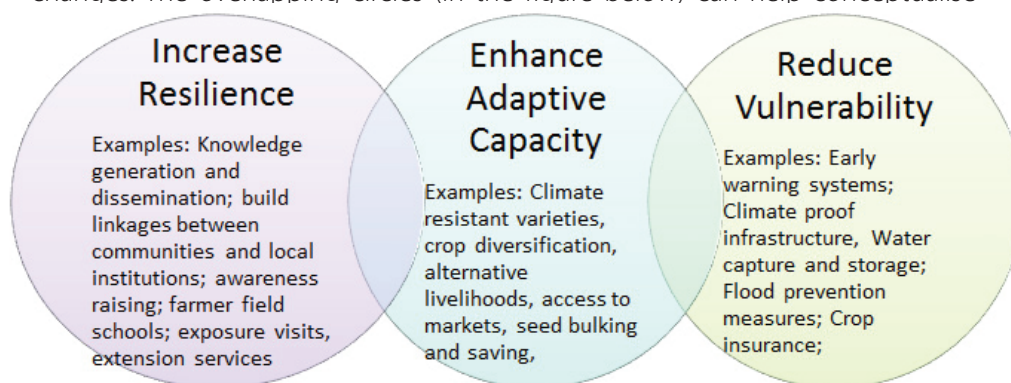 changes. The overlapping circles (in the figure below) can help conceptualise
Increase
Resilience
Examples: Knowledge
generation and
dissemination; build
linkages between
communities and local
institutions; awareness
raising; farmer field
schools; exposure visits,
extension services
Enhance
Adaptive
Capacity
Examples: Climate
resistant varieties,
crop diversification,
alternative
livelihoods, access to
markets, seed bulking
and saving,
Reduce
Vulnerability
Examples: Early
warning systems;
Climate proof
infrastructure, Water
capture and storage;
Flood prevention
measures; Crop
insurance;